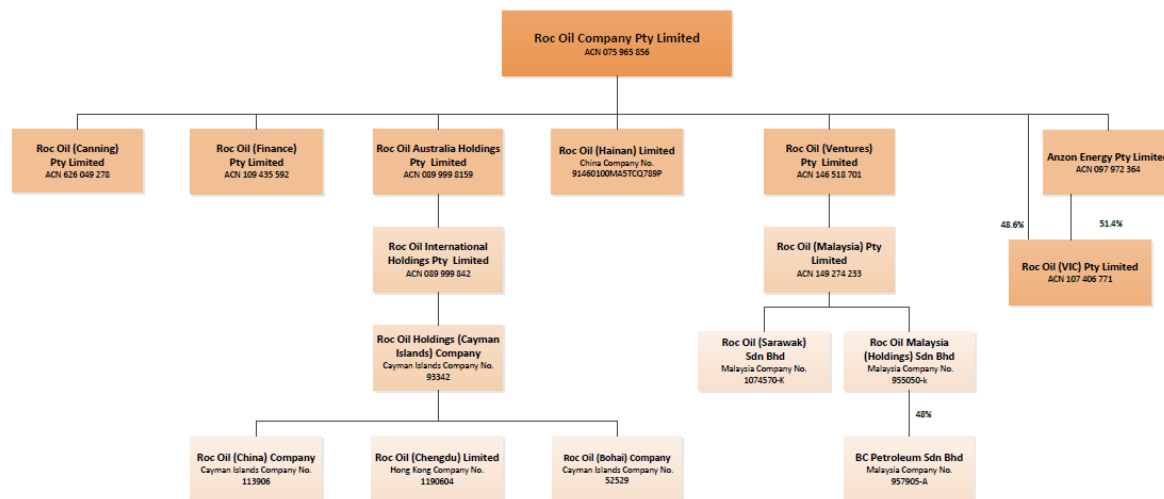 Roc Oil Company Pty Limited
ACN 075 965 856
Roc Oil (Canning)
Pty Limited
ACN 626 049 278
Roc Oil (Finance)
Pty Limited
ACN 109 435 592
Roc Oil Australia Holdings
Pty Limited
ACN 089 999 8159
Roc Oil (Hainan) Limited
China Company No.
91460100MA5TCQ789P
Roc Oil (Ventures)
Pty Limited
ACN 146 518 701
Anzon Energy Pty Limited
ACN 097 972 364
48.6%
51.4%
Roc Oil International
Holdings Pty Limited
ACN 089 999 842
Roc Oil (Malaysia) Pty
Limited
ACN 149 274 233
Roc Oil (VIC) Pty Limited
ACN 107 406 771
Roc Oil Holdings (Cayman
Islands) Company
Cayman Islands Company No.
93342
Roc Oil (Sarawak)
Sdn Bhd
Malaysia Company No.
1074570-K
Roc Oil Malaysia
(Holdings) Sdn Bhd
Malaysia Company No.
955050-k
48%
Roc Oil (China) Company
Cayman Islands Company No.
113906
Roc Oil (Chengdu) Limited
Hong Kong Company No.
1190604
Roc Oil (Bohai) Company
Cayman Islands Company No.
52529
BC Petroleum Sdn Bhd
Malaysia Company No.
957905-A